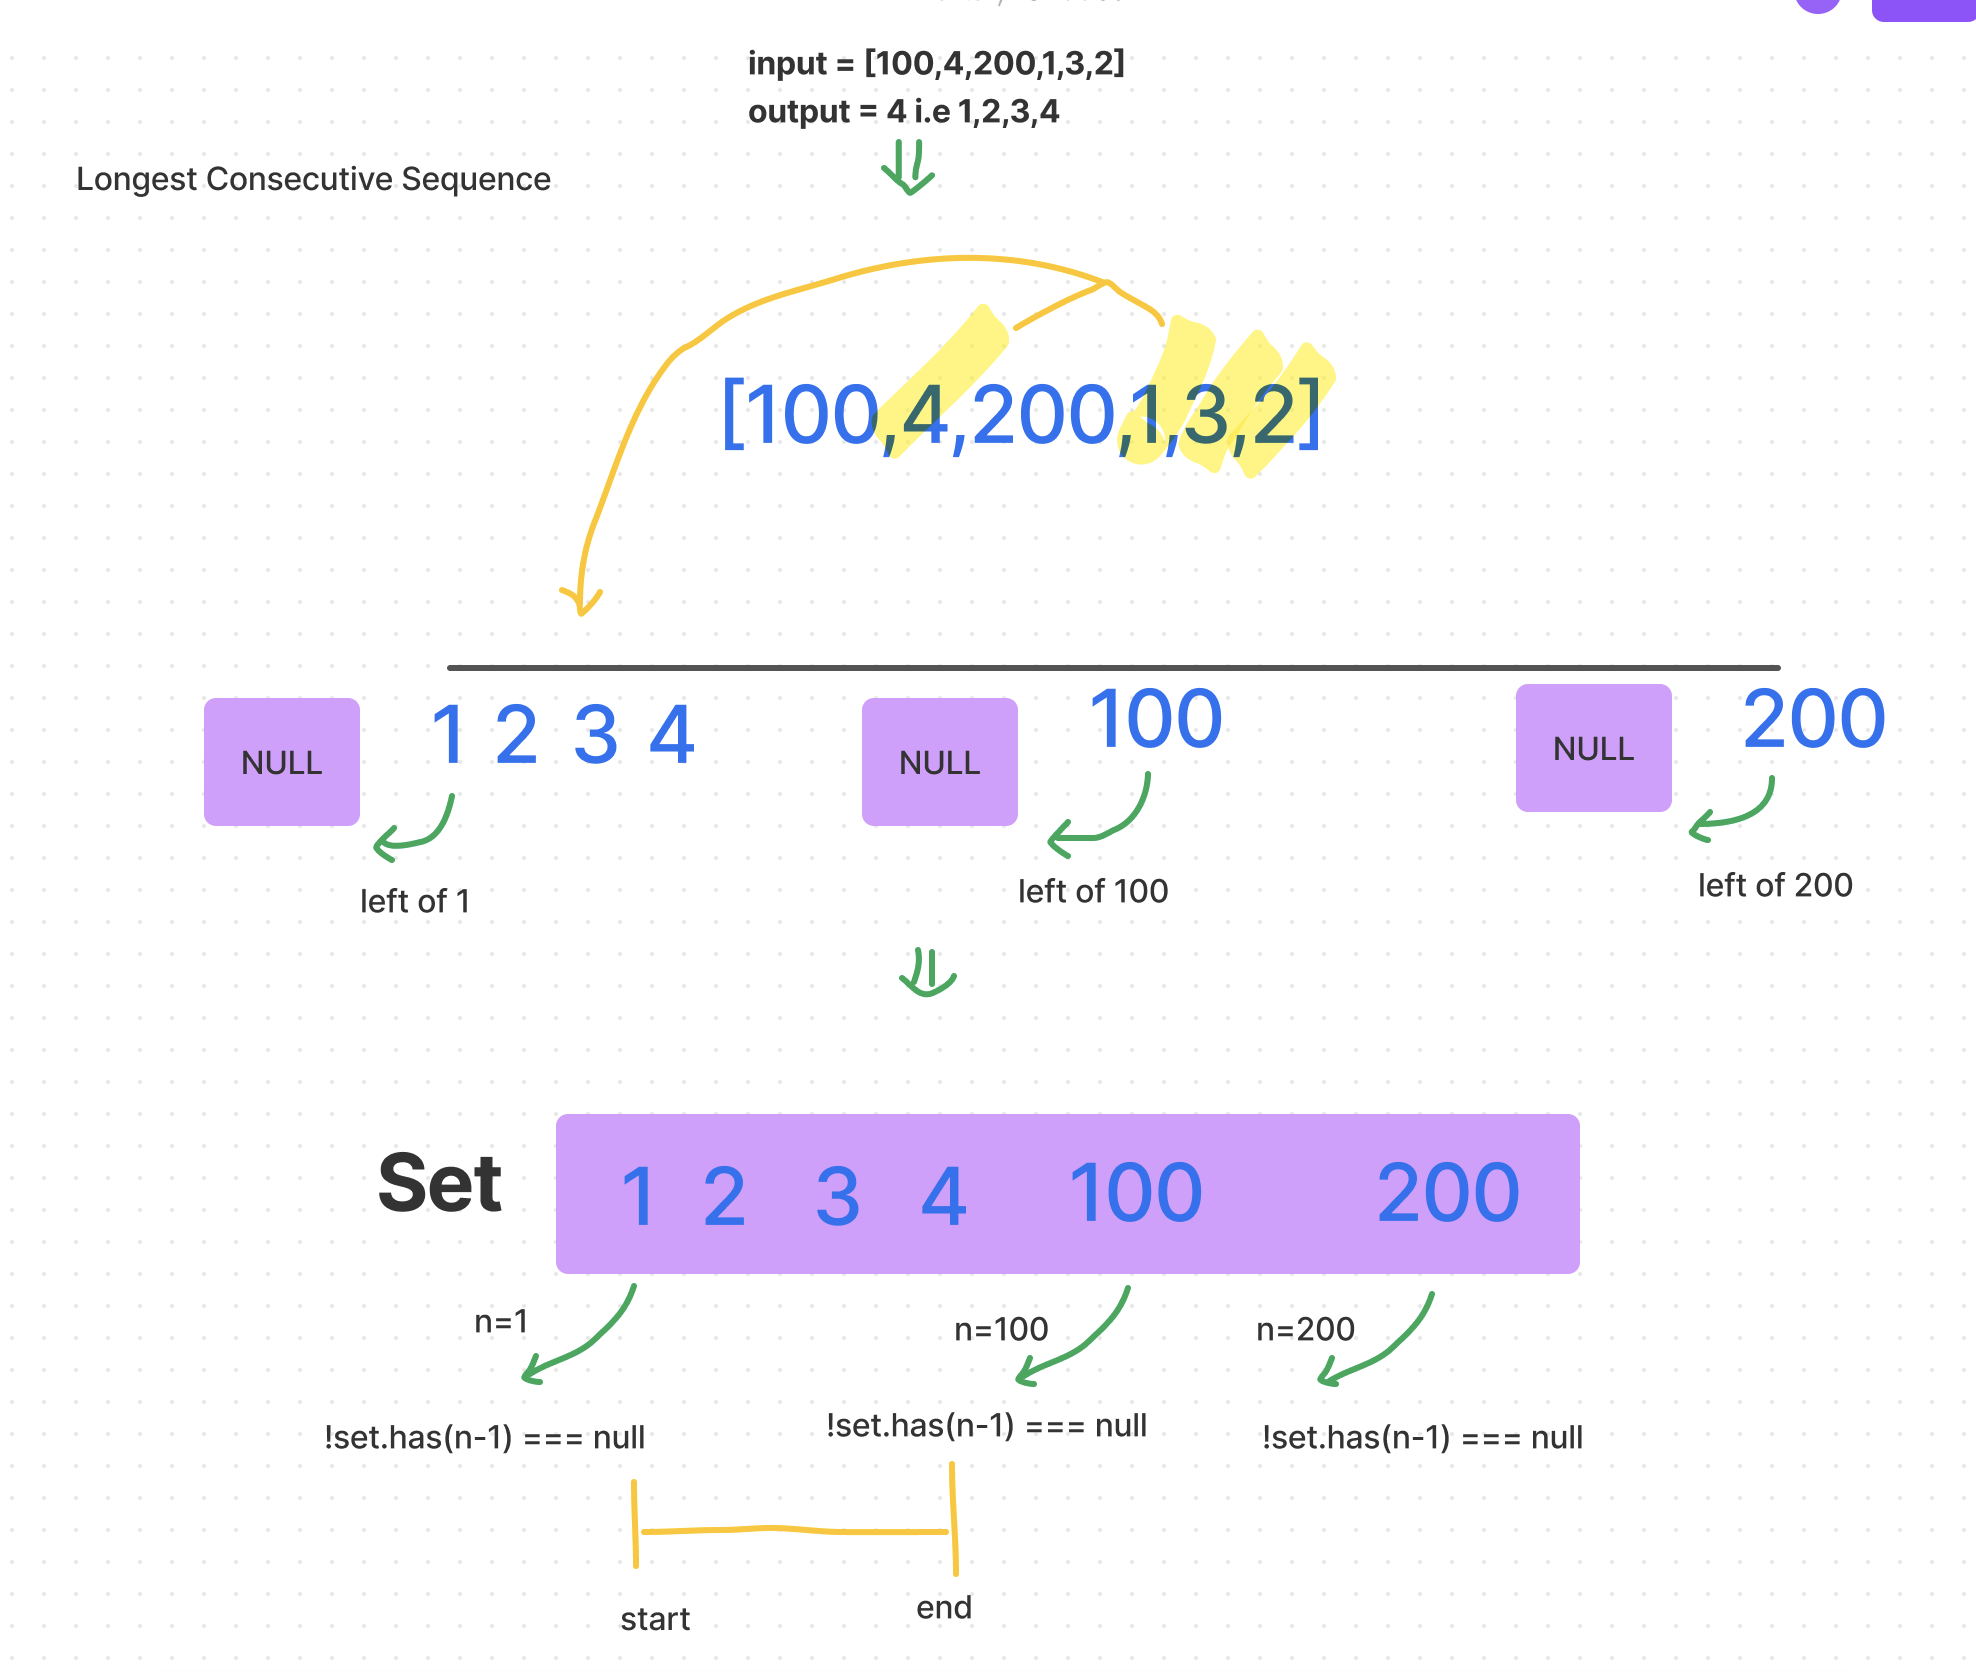 input = [100,4,200,1,3,2]
output = 4 i.e 1,2,3,4
Longest Consecutive Sequence
[100,4,200,1,3,2]
NULL 1 2 3 4 NULL 100 NULL 200
left of 1 left of 100 left of 200
Set 1 2 3 4 100 200
n=1 n=100 n=200
!set.has(n-1) === null !set.has(n-1) === null !set.has(n-1) === null
start end